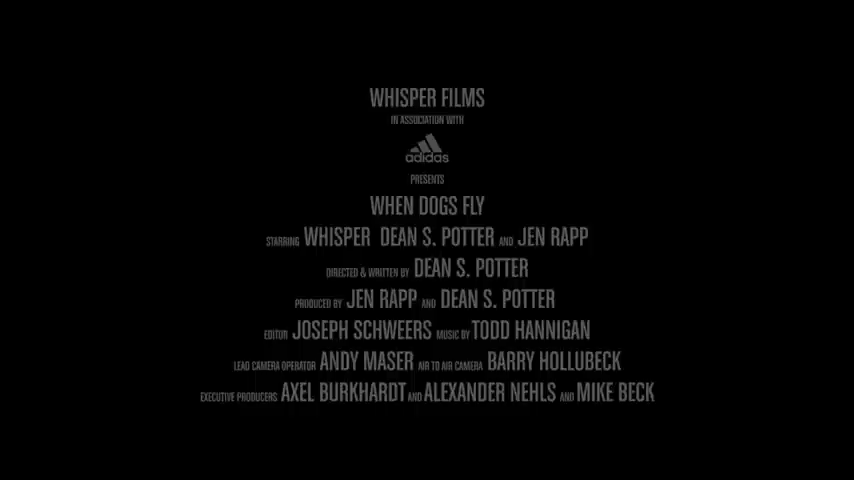 WHISPER FILMS
IN ASSOCIATION WITH
adidas
PRESENTS
WHEN DOGS FLY
STARRING WHISPER DEAN S. POTTER AND JEN RAPP
DIRECTED & WRITTEN BY DEAN S. POTTER
PRODUCED BY JEN RAPP AND DEAN S. POTTER
EDITOR JOSEPH SCHWEERS MUSIC BY TODD HANNIGAN
LEAD CAMERA OPERATOR ANDY MASER AIR TO AIR CAMERA BARRY HOLLUBECK
EXECUTIVE PRODUCERS AXEL BURKHARDT AND ALEXANDER NEHLS AND MIKE BECK